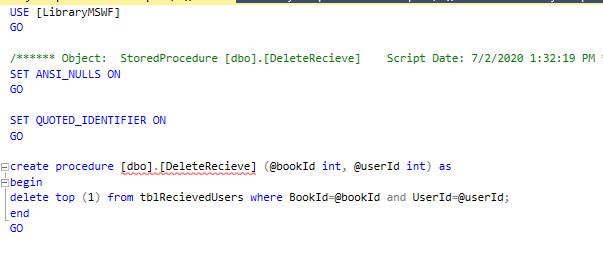 USE [LibraryMSWF]
GO
/****** Object:  StoredProcedure [dbo].[DeleteRecieve]    Script Date: 7/2/2020 1:32:19 PM *
SET ANSI_NULLS ON
GO
SET QUOTED_IDENTIFIER ON
GO
create procedure [dbo].[DeleteRecieve] (@bookId int, @userId int) as
begin
delete top (1) from tblRecievedUsers where BookId=@bookId and UserId=@userId;
end
GO